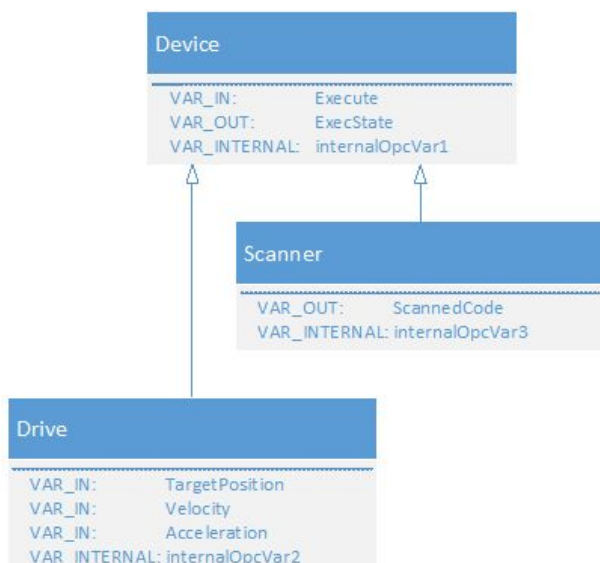 Device
VAR_IN: Execute
VAR_OUT: ExecState
VAR_INTERNAL: internalOpcVar1
Scanner
VAR_OUT: ScannedCode
VAR_INTERNAL: internalOpcVar3
Drive
VAR_IN: TargetPosition
VAR_IN: Velocity
VAR_IN: Acceleration
VAR_INTERNAL: internalOpcVar2